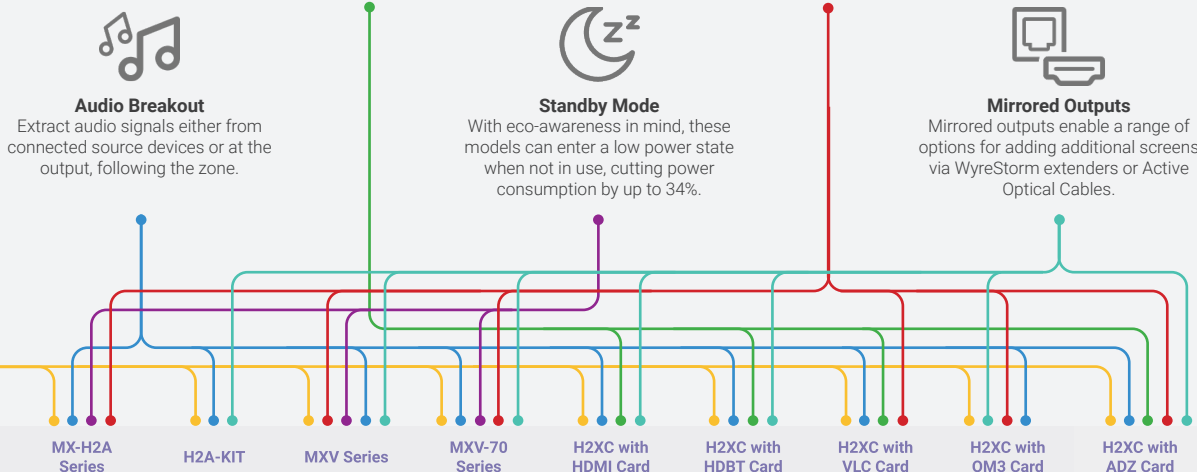 Audio Breakout
Extract audio signals either from
connected source devices or at the
output, following the zone.
zzz
Standby Mode
With eco-awareness in mind, these
models can enter a low power state
when not in use, cutting power
consumption by up to 34%.
Mirrored Outputs
Mirrored outputs enable a range of
options for adding additional screens
via WyreStorm extenders or Active
Optical Cables.
MX-H2A
Series
H2A-KIT
MXV Series
MXV-70
Series
H2XC with
HDMI Card
H2XC with
HDBT Card
H2XC with
VLC Card
H2XC with
OM3 Card
H2XC with
ADZ Card